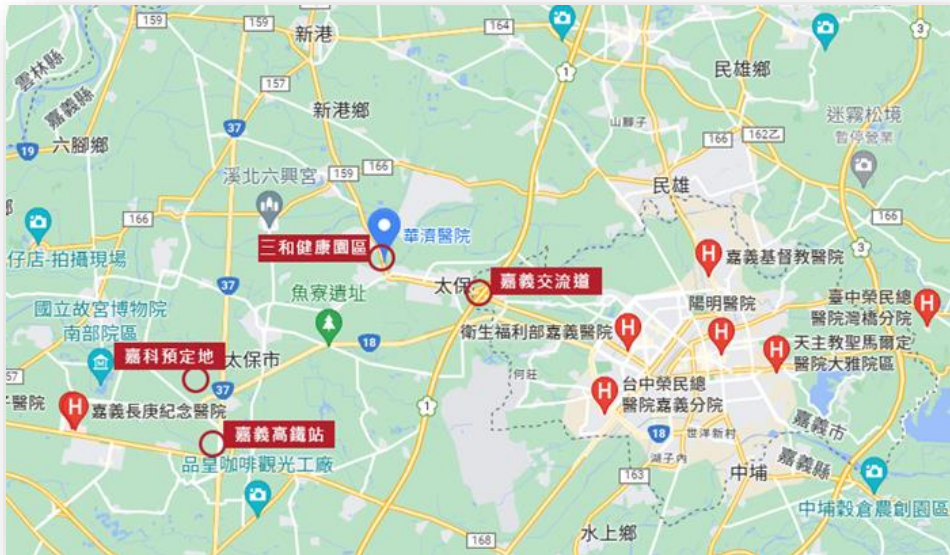 159
新港
164
3
1
雲林縣
嘉義縣
157
民雄鄉
新港鄉
山腳子
162乙
迷霧松境
暫停營業
37
19
六腳鄉
溪北六興宮
159
166
166
民雄
166
三和健康園區
華濟醫院
仔店-拍攝現場
3
1
嘉義基督教醫院
太保
嘉義交流道
魚寮遺址
陽明醫院
臺中榮民總
醫院灣橋分院
國立故宮博物院
南部院區
衛生福利部嘉義醫院
天主教聖馬爾定
醫院大雅院區
18
嘉科預定地
太保市
何莊
57
37
台中榮民總
醫院嘉義分院
子醫院
嘉義長庚紀念醫院
1
嘉義市
嘉義縣
嘉義高鐵站
18
世洋新村
湖子內
品皇咖啡觀光工廠
163
中埔
3
中埔穀倉農創園區
水上鄉
168